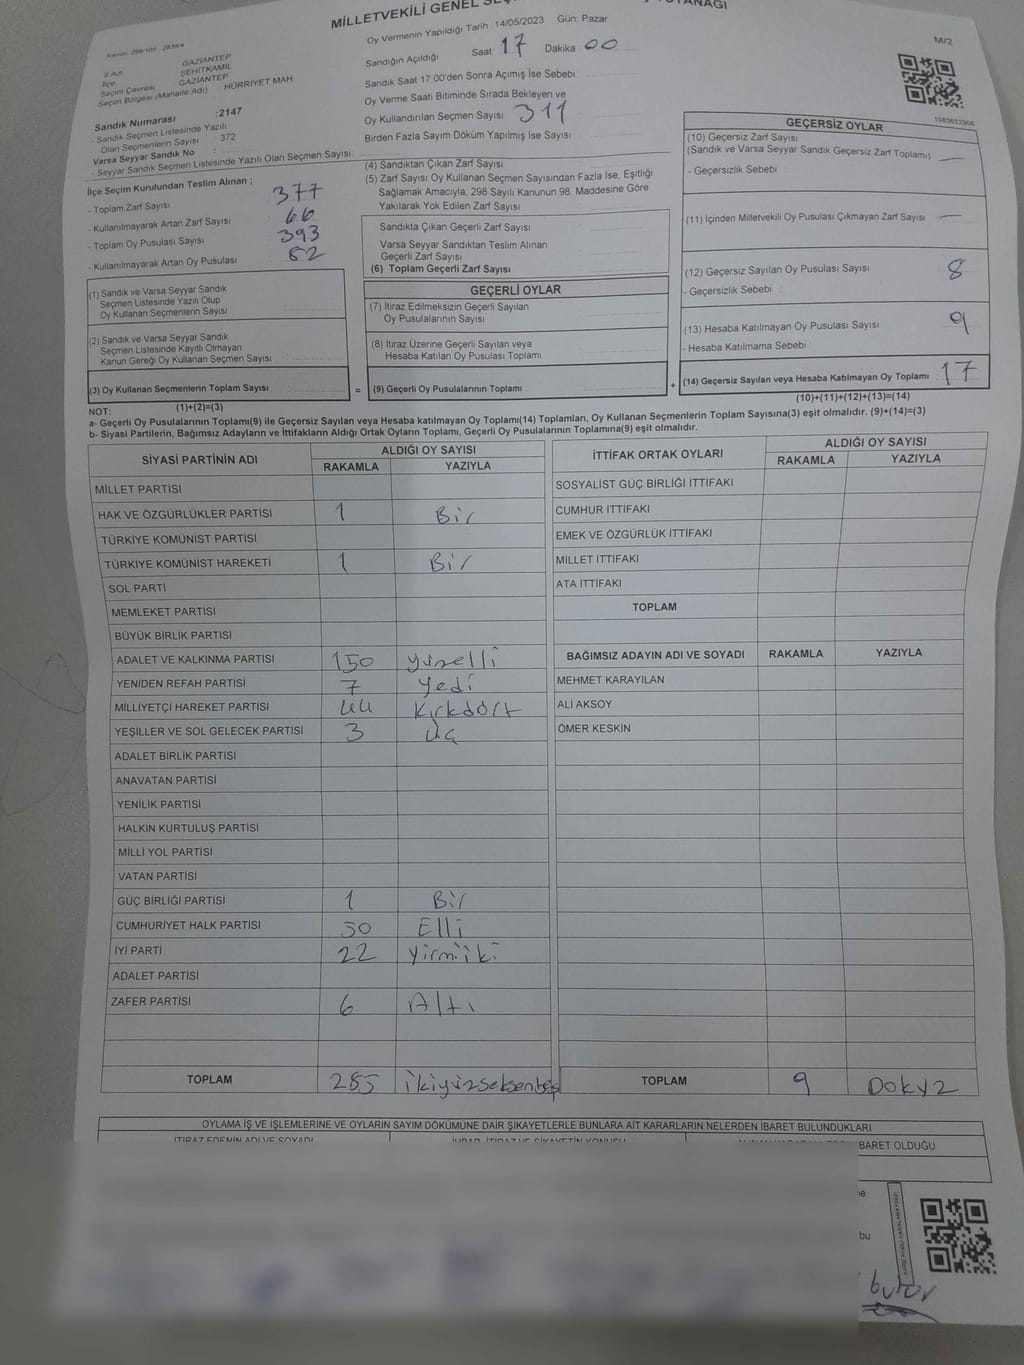 MİLLETVEKİLİ GENEL
Oy Vermenin Yapıldığı Tarih 14/05/2023 Gün: Pazar
Sandığın Açıldığı Saat 17 Dakika 00
Sandık Saat 17:00'den Sonra Açımış İse Sebebi
Oy Verme Saati Bitiminde Sırada Bekleyen ve
Oy Kullandırılan Seçmen Sayısı 311
Birden Fazla Sayım Döküm Yapılmış İse Sayısı
M/2
İl Adı GAZİANTEP
İlçe ŞEHİTKAMİL
Seçim Çevresi GAZİANTEP
Seçim Bölgesi (Mahalle Adı) HÜRRİYET MAH
Sandık Numarası :2147
- Sandık Seçmen Listesinde Yazılı
Olan Seçmenlerin Sayısı : 372
Varsa Seyyar Sandık No :
- Seyyar Sandık Seçmen Listesinde Yazılı Olan Seçmen Sayısı:
İlçe Seçim Kurulundan Teslim Alınan ;
- Toplam Zarf Sayısı 377
- Kullanılmayarak Artan Zarf Sayısı 66
- Toplam Oy Pusulası Sayısı 393
- Kullanılmayarak Artan Oy Pusulası 82
(1) Sandık ve Varsa Seyyar Sandık
Seçmen Listesinde Yazılı Olup
Oy Kullanan Seçmenlerin Sayısı
(2) Sandık ve Varsa Seyyar Sandık
Seçmen Listesinde Kayıtlı Olmayan
Kanun Gereği Oy Kullanan Seçmen Sayısı
(3) Oy Kullanan Seçmenlerin Toplam Sayısı
(1)+(2)=(3)
(4) Sandıktan Çıkan Zarf Sayısı
(5) Zarf Sayısı Oy Kullanan Seçmen Sayısından Fazla İse, Eşitliği
Sağlamak Amacıyla, 298 Sayılı Kanunun 98. Maddesine Göre
Yakılarak Yok Edilen Zarf Sayısı
Sandıkta Çıkan Geçerli Zarf Sayısı
Varsa Seyyar Sandıktan Teslim Alınan
Geçerli Zarf Sayısı
(6) Toplam Geçerli Zarf Sayısı
GEÇERLİ OYLAR
(7) İtiraz Edilmeksizin Geçerli Sayılan
Oy Pusulalarının Sayısı
(8) İtiraz Üzerine Geçerli Sayılan veya
Hesaba Katılan Oy Pusulası Toplamı
= (9) Geçerli Oy Pusulalarının Toplamı +
GEÇERSİZ OYLAR
(10) Geçersiz Zarf Sayısı
(Sandık ve Varsa Seyyar Sandık Geçersiz Zarf Toplamı) —
- Geçersizlik Sebebi
(11) İçinden Milletvekili Oy Pusulası Çıkmayan Zarf Sayısı —
(12) Geçersiz Sayılan Oy Pusulası Sayısı 8
- Geçersizlik Sebebi
(13) Hesaba Katılmayan Oy Pusulası Sayısı 9
- Hesaba Katılmama Sebebi
(14) Geçersiz Sayılan veya Hesaba Katılmayan Oy Toplamı : 17
(10)+(11)+(12)+(13)=(14)
NOT:
a- Geçerli Oy Pusulalarının Toplamı(9) ile Geçersiz Sayılan veya Hesaba katılmayan Oy Toplamı(14) Toplamları, Oy Kullanan Seçmenlerin Toplam Sayısına(3) eşit olmalıdır. (9)+(14)=(3)
b- Siyasi Partilerin, Bağımsız Adayların ve İttifakların Aldığı Ortak Oyların Toplamı, Geçerli Oy Pusulalarının Toplamına(9) eşit olmalıdır.
SİYASİ PARTİNİN ADI ALDIĞI OY SAYISI
RAKAMLA YAZIYLA
MİLLET PARTİSİ
HAK VE ÖZGÜRLÜKLER PARTİSİ 1 Bir
TÜRKİYE KOMÜNİST PARTİSİ
TÜRKİYE KOMÜNİST HAREKETİ 1 Bir
SOL PARTİ
MEMLEKET PARTİSİ
BÜYÜK BİRLİK PARTİSİ
ADALET VE KALKINMA PARTİSİ 150 Yüzelli
YENİDEN REFAH PARTİSİ 7 Yedi
MİLLİYETÇİ HAREKET PARTİSİ 44 Kırkdört
YEŞİLLER VE SOL GELECEK PARTİSİ 3 Üç
ADALET BİRLİK PARTİSİ
ANAVATAN PARTİSİ
YENİLİK PARTİSİ
HALKIN KURTULUŞ PARTİSİ
MİLLİ YOL PARTİSİ
VATAN PARTİSİ
GÜÇ BİRLİĞİ PARTİSİ 1 Bir
CUMHURİYET HALK PARTİSİ 50 Elli
İYİ PARTİ 22 Yirmiiki
ADALET PARTİSİ
ZAFER PARTİSİ 6 Altı
TOPLAM 285 ikiyüzseksenbeş
İTTİFAK ORTAK OYLARI ALDIĞI OY SAYISI
RAKAMLA YAZIYLA
SOSYALİST GÜÇ BİRLİĞİ İTTİFAKI
CUMHUR İTTİFAKI
EMEK VE ÖZGÜRLÜK İTTİFAKI
MİLLET İTTİFAKI
ATA İTTİFAKI
TOPLAM
BAĞIMSIZ ADAYIN ADI VE SOYADI RAKAMLA YAZIYLA
MEHMET KARAYILAN
ALİ AKSOY
ÖMER KESKİN
TOPLAM 9 Dokuz
OYLAMA İŞ VE İŞLEMLERİNE VE OYLARIN SAYIM DÖKÜMÜNE DAİR ŞİKAYETLERLE BUNLARA AİT KARARLARIN NELERDEN İBARET BULUNDUKLARI
İTİRAZ EDENİN ADI VE SOYADI
BARET OLDUĞU
bu